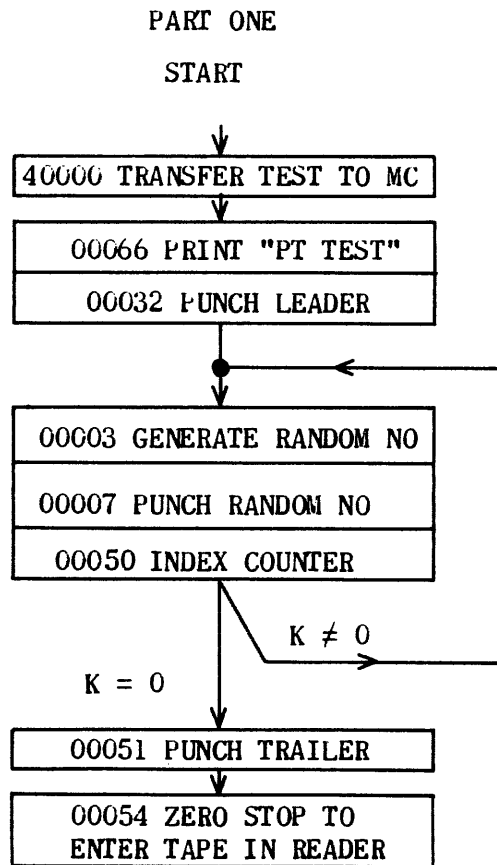 PART ONE
START
40000 TRANSFER TEST TO MC
00066 PRINT "PT TEST"
00032 PUNCH LEADER
00003 GENERATE RANDOM NO
00007 PUNCH RANDOM NO
00050 INDEX COUNTER
K ≠ 0
K = 0
00051 PUNCH TRAILER
00054 ZERO STOP TO
ENTER TAPE IN READER